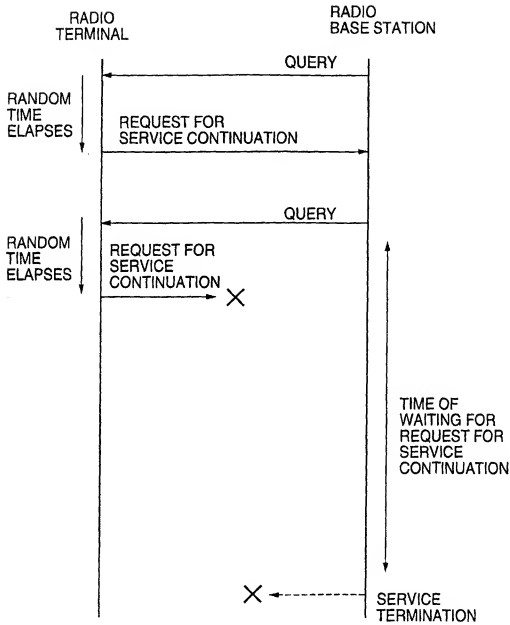 RADIO
TERMINAL
RADIO
BASE STATION
QUERY
RANDOM
TIME
ELAPSES
REQUEST FOR
SERVICE CONTINUATION
QUERY
RANDOM
TIME
ELAPSES
REQUEST FOR
SERVICE
CONTINUATION
TIME OF
WAITING FOR
REQUEST FOR
SERVICE
CONTINUATION
SERVICE
TERMINATION